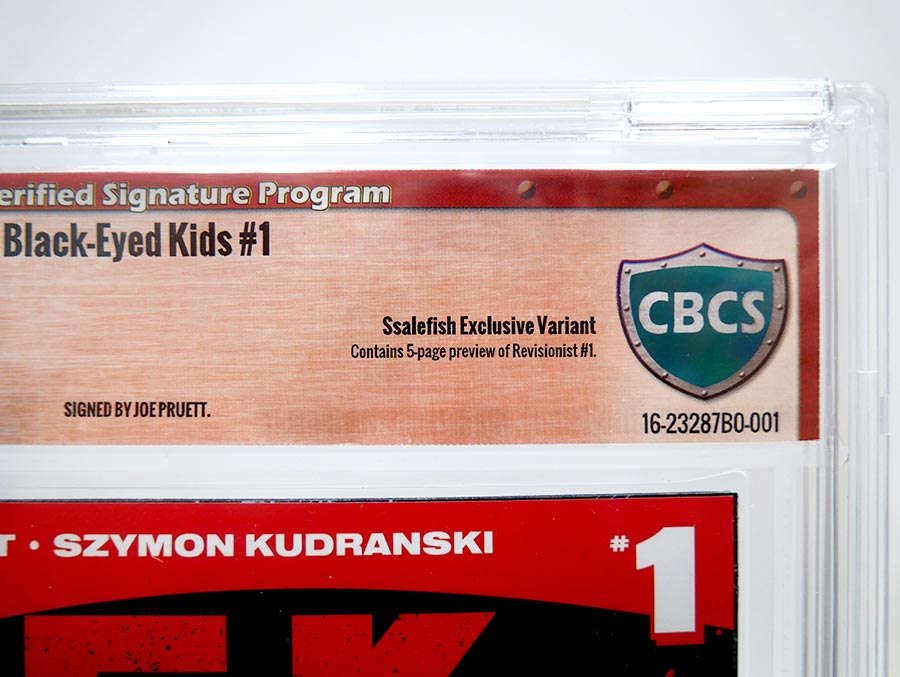 erified Signature Program
Black-Eyed Kids #1
Ssalefish Exclusive Variant
Contains 5-page preview of Revisionist #1.
CBCS
SIGNED BY JOE PRUETT.
16-23287B0-001
T · SZYMON KUDRANSKI
#1
EK